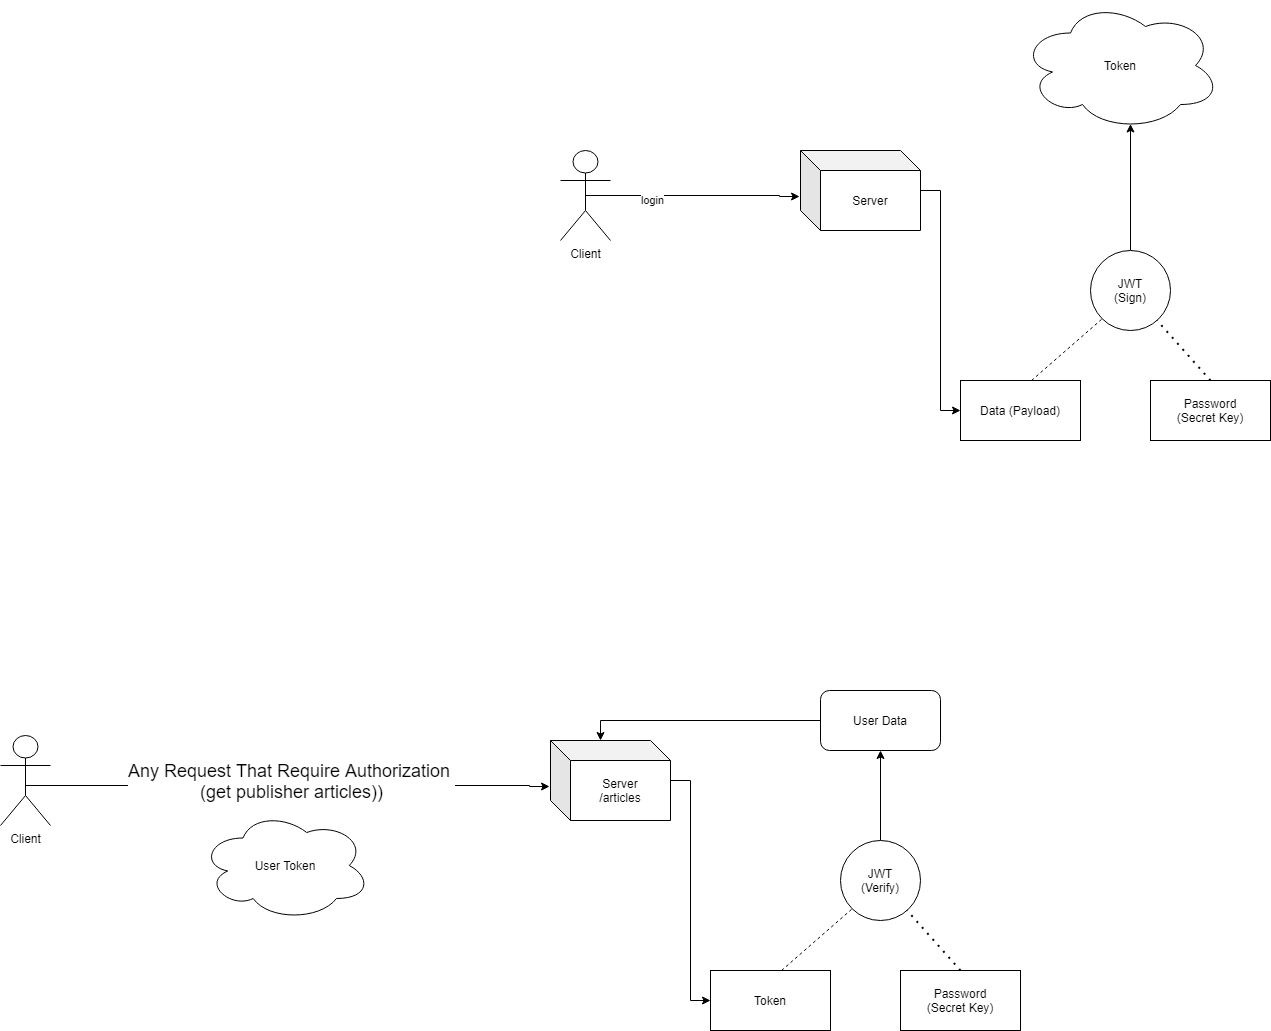 Token
login
Server
Client
JWT
(Sign)
Data (Payload)
Password
(Secret Key)
User Data
Any Request That Require Authorization
(get publisher articles))
Server
/articles
Client
User Token
JWT
(Verify)
Token
Password
(Secret Key)